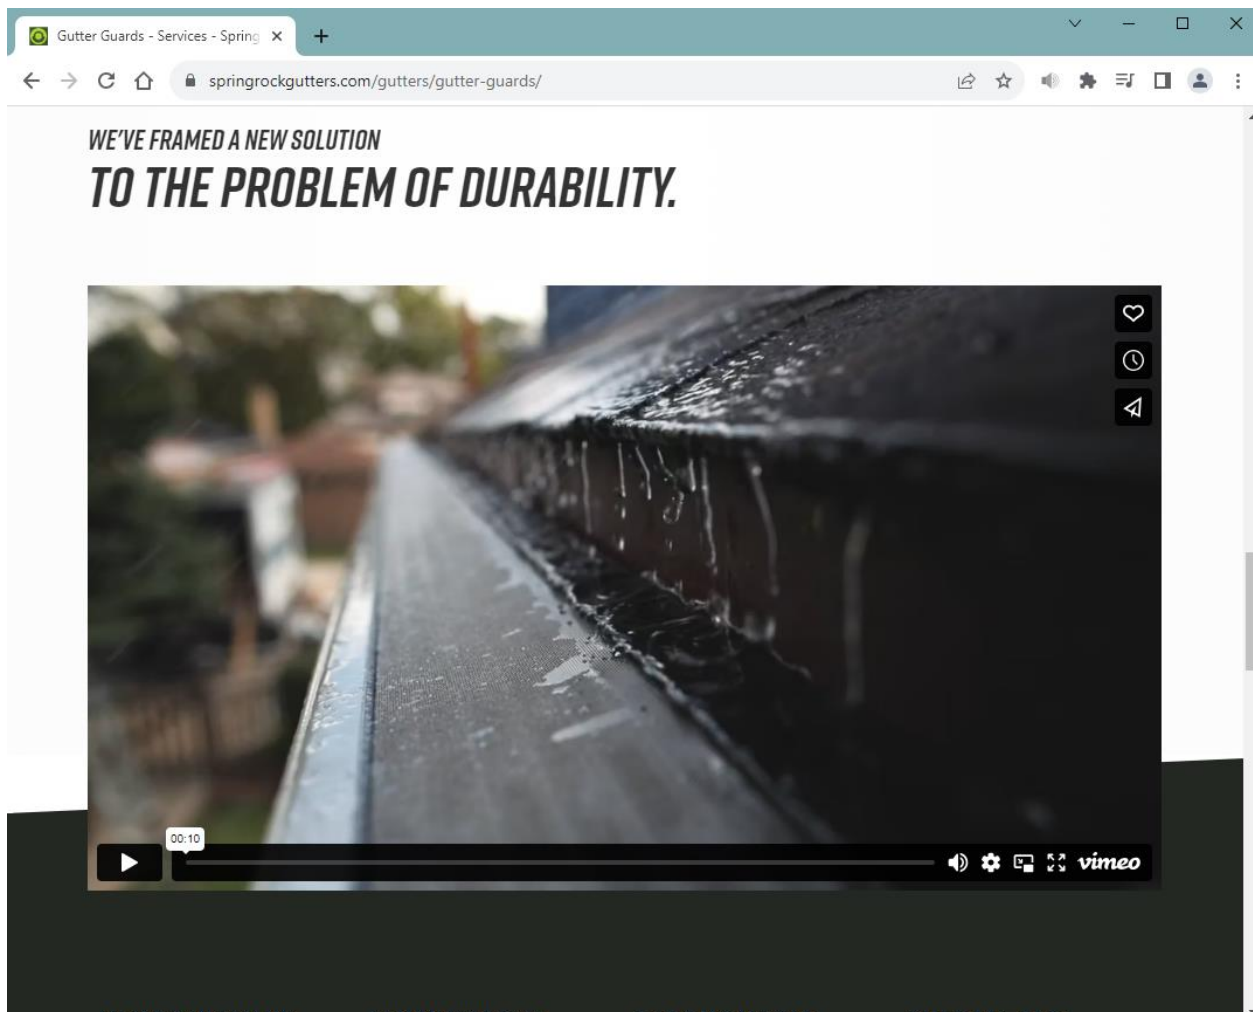 Gutter Guards - Services - Spring
springrockgutters.com/gutters/gutter-guards/
WE'VE FRAMED A NEW SOLUTION
TO THE PROBLEM OF DURABILITY.
00:10
vimeo